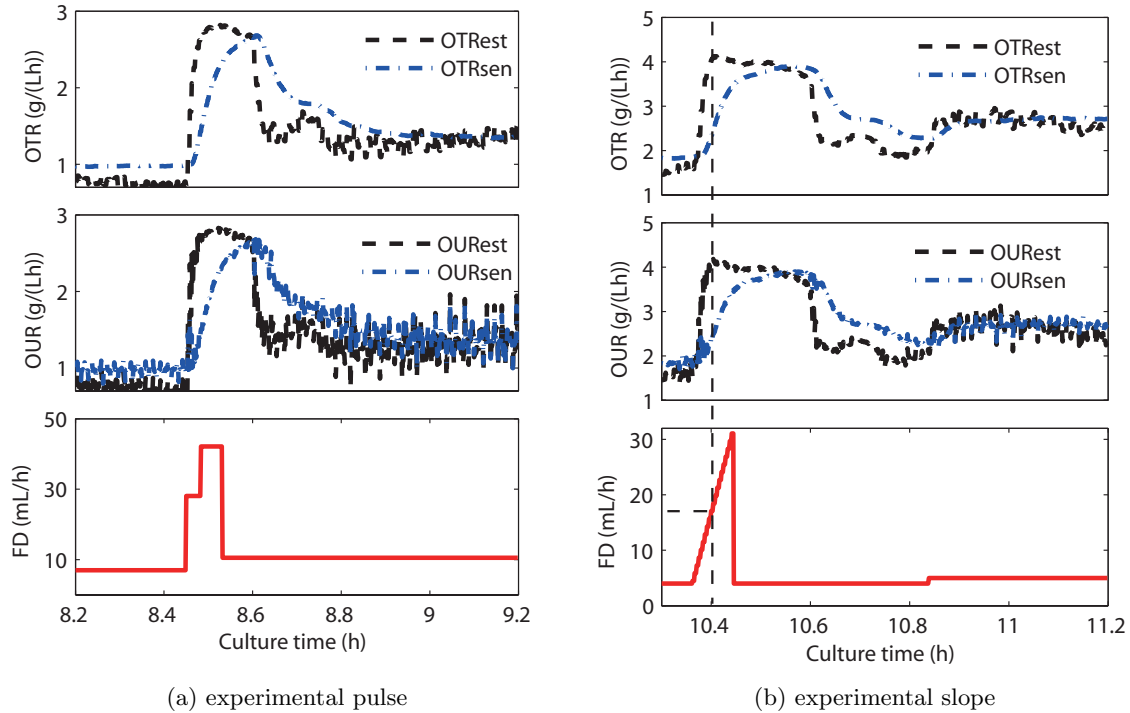 3
2
1
OTR (g/(Lh))
OTRest
OTRsen
3
2
1
OUR (g/(Lh))
OURest
OURsen
50
40
30
20
10
FD (mL/h)
8.2 8.4 8.6 8.8 9 9.2
Culture time (h)
(a) experimental pulse
5
4
3
2
1
OTR (g/(Lh))
OTRest
OTRsen
5
4
3
2
1
OUR (g/(Lh))
OURest
OURsen
30
20
10
0
FD (mL/h)
10.4 10.6 10.8 11 11.2
Culture time (h)
(b) experimental slope